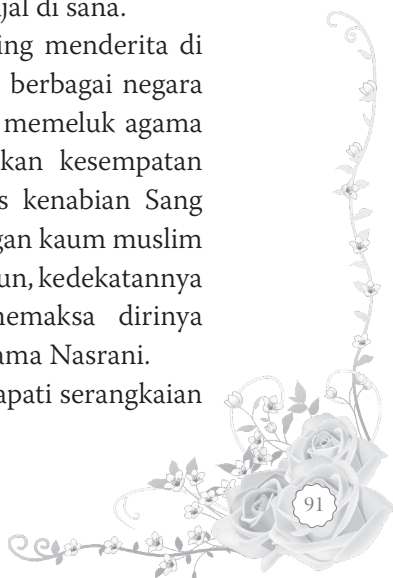 jal di sana.
ing menderita di
berbagai negara
memeluk agama
kan kesempatan
s kenabian Sang
gan kaum muslim
un, kedekatannya
nemaksa dirinya
ama Nasrani.
apati serangkaian
91